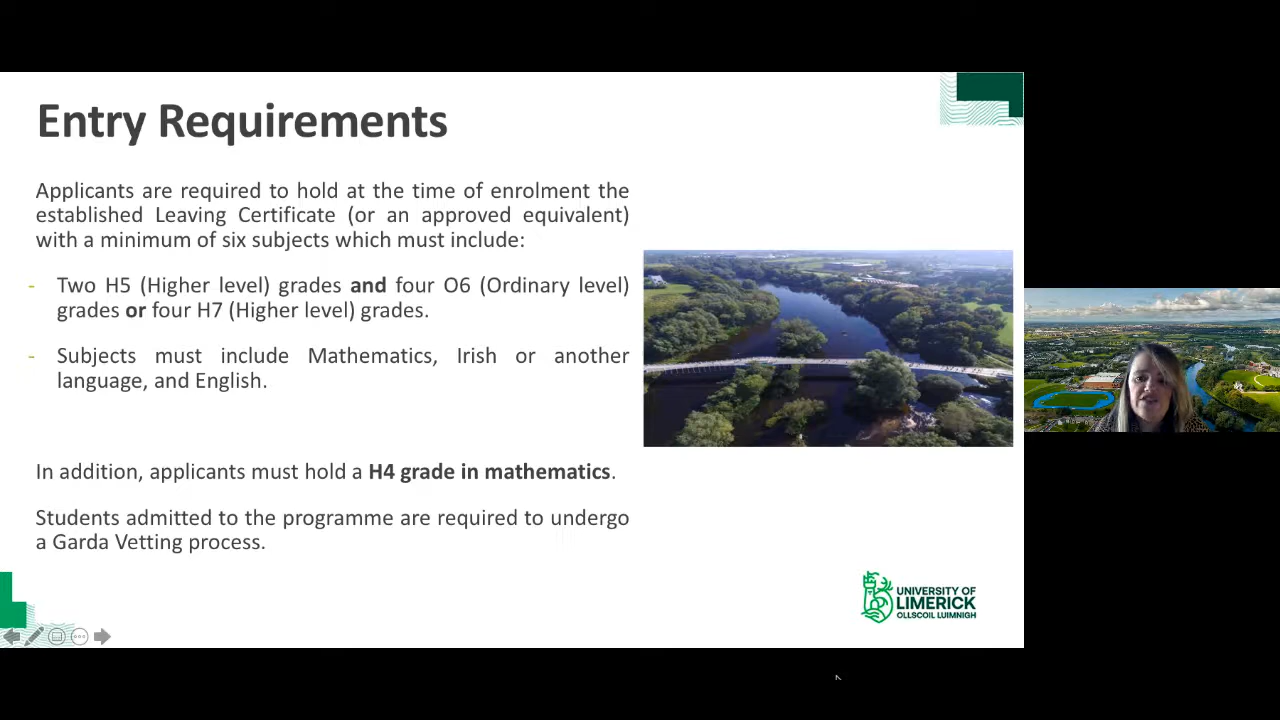 Entry Requirements
Applicants are required to hold at the time of enrolment the
established Leaving Certificate (or an approved equivalent)
with a minimum of six subjects which must include:
- Two H5 (Higher level) grades and four O6 (Ordinary level)
grades or four H7 (Higher level) grades.
- Subjects must include Mathematics, Irish or another
language, and English.
In addition, applicants must hold a H4 grade in mathematics.
Students admitted to the programme are required to undergo
a Garda Vetting process.
UNIVERSITY OF
LIMERICK
OLLSCOIL LUIMNIGH